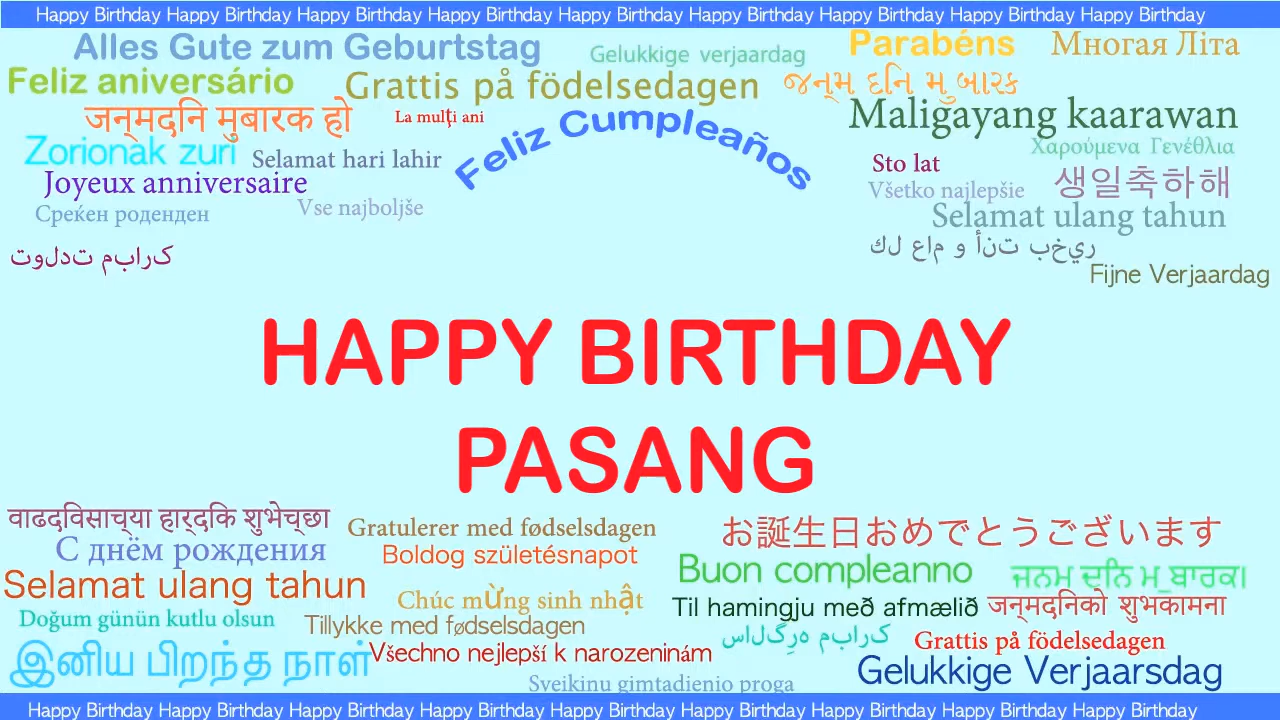 Happy Birthday Happy Birthday Happy Birthday Happy Birthday Happy Birthday Happy Birthday Happy Birthday Happy Birthday Happy Birthday
Alles Gute zum Geburtstag
Gelukkige verjaardag
Parabéns
Многая Літа
Feliz aniversário
Grattis på födelsedagen
જન્મ દિન મુબારક
जन्मदिन मुबारक हो
La mulţi ani
Feliz Cumpleaños
Maligayang kaarawan
Zorionak zuri
Selamat hari lahir
Sto lat
Χαρούμενα Γενέθλια
Joyeux anniversaire
Všetko najlepšie
생일축하해
Среќен роденден
Vse najboljše
Selamat ulang tahun
تولدت مبارک
كل عام و أنت بخير
Fijne Verjaardag
HAPPY BIRTHDAY
PASANG
वाढदिवसाच्या हार्दिक शुभेच्छा
Gratulerer med fødselsdagen
お誕生日おめでとうございます
С днём рождения
Boldog születésnapot
Buon compleanno
ਜਨਮ ਦਿਨ ਮੁਬਾਰਕ।
Selamat ulang tahun
Chúc mừng sinh nhật
Til hamingju með afmælið
जन्मदिनको शुभकामना
Doğum günün kutlu olsun
Tillykke med fødselsdagen
سالگرہ مبارک
Grattis på födelsedagen
இனிய பிறந்த நாள்
Všechno nejlepší k narozeninám
Gelukkige Verjaarsdag
Sveikinu gimtadienio proga
Happy Birthday Happy Birthday Happy Birthday Happy Birthday Happy Birthday Happy Birthday Happy Birthday Happy Birthday Happy Birthday